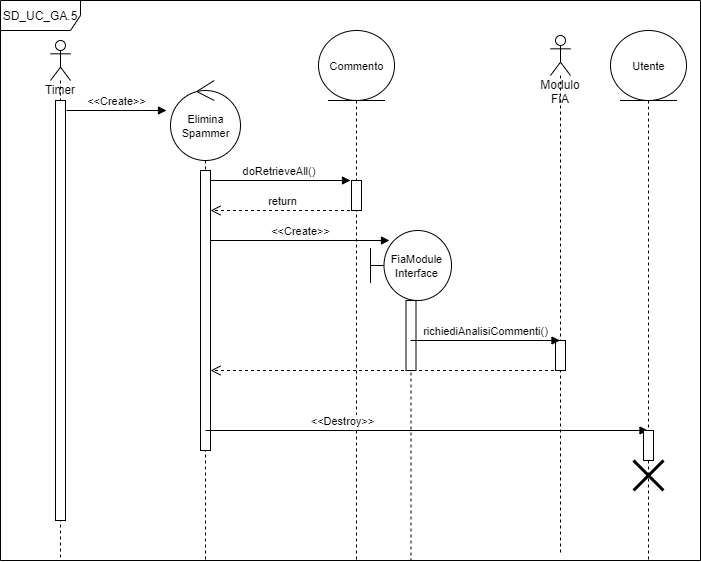 SD_UC_GA.5
Timer
Commento
Modulo
FIA
Utente
<<Create>>
Elimina
Spammer
doRetrieveAll()
return
<<Create>>
FiaModule
Interface
richiediAnalisiCommenti()
<<Destroy>>